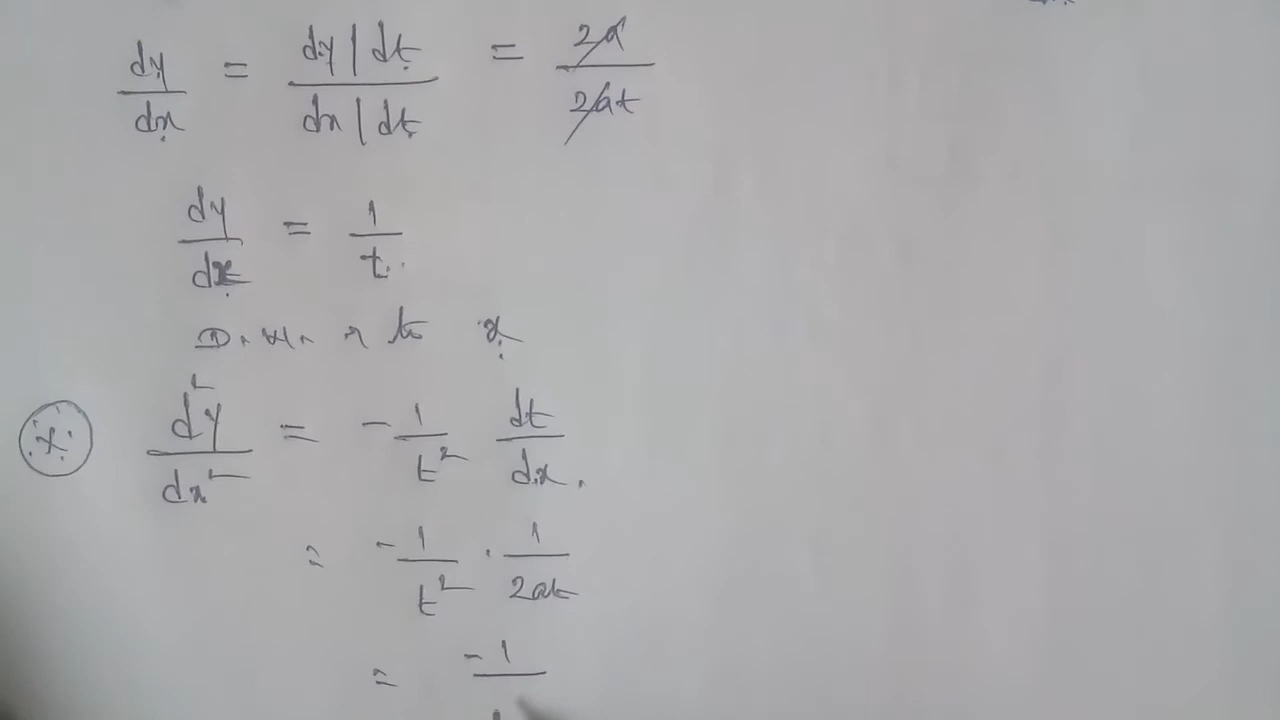 dy/dx = (dy/dt)/(dx/dt) = 2a/2at
dy/dx = 1/t.
D. w. r to x
(x) d²y/dx² = -1/t² dt/dx.
= -1/t² · 1/2at
= -1/